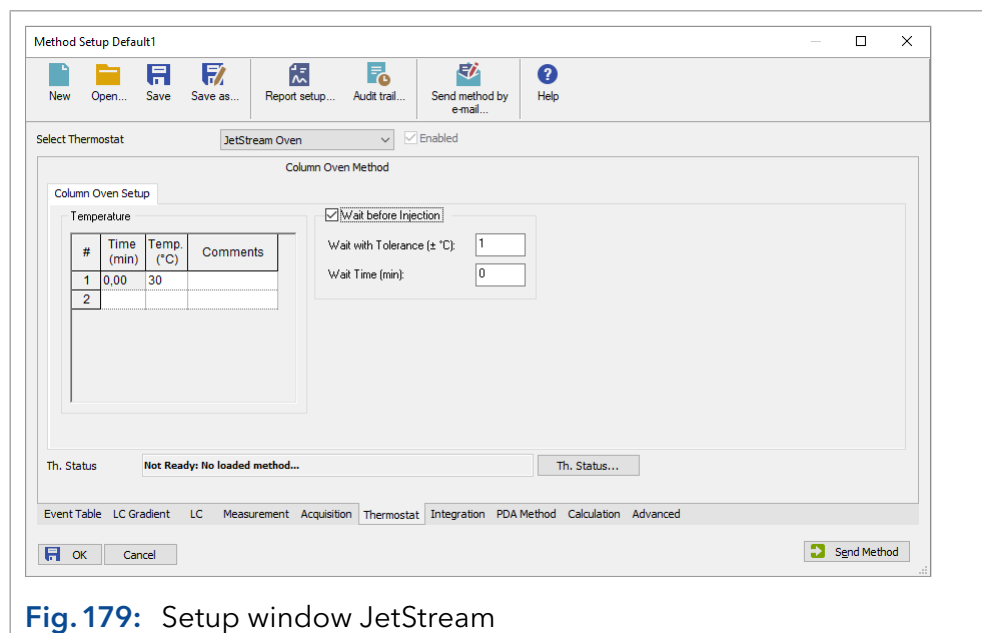 Method Setup Default1
New Open... Save Save as... Report setup... Audit trail... Send method by e-mail... Help
Select Thermostat JetStream Oven Enabled
Column Oven Method
Column Oven Setup
Temperature Wait before Injection
# Time (min) Temp. (°C) Comments
Wait with Tolerance (± °C): 1
1 0,00 30
Wait Time (min): 0
2
Th. Status Not Ready: No loaded method... Th. Status...
Event Table LC Gradient LC Measurement Acquisition Thermostat Integration PDA Method Calculation Advanced
OK Cancel Send Method
Fig. 179: Setup window JetStream